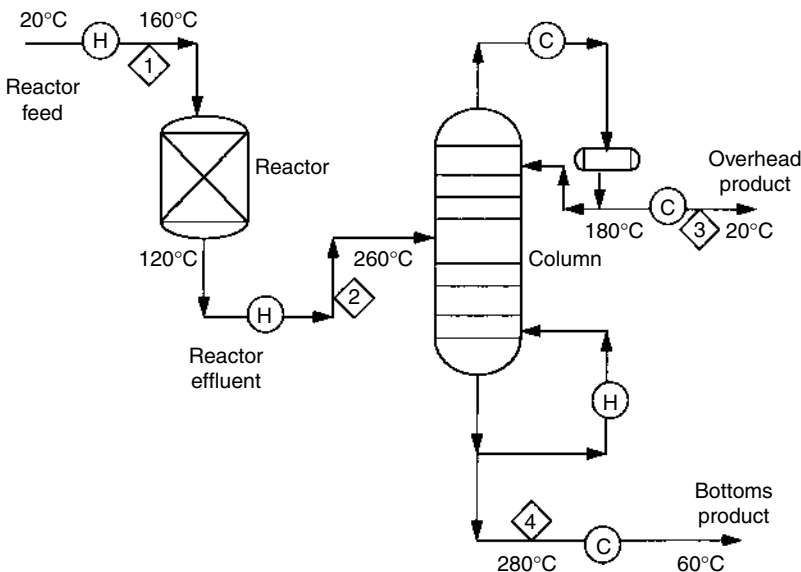 20°C
H
160°C
1
Reactor
feed
Reactor
120°C
H
2
260°C
Reactor
effluent
C
Column
Overhead
product
C
180°C
3
20°C
H
4
280°C
C
60°C
Bottoms
product